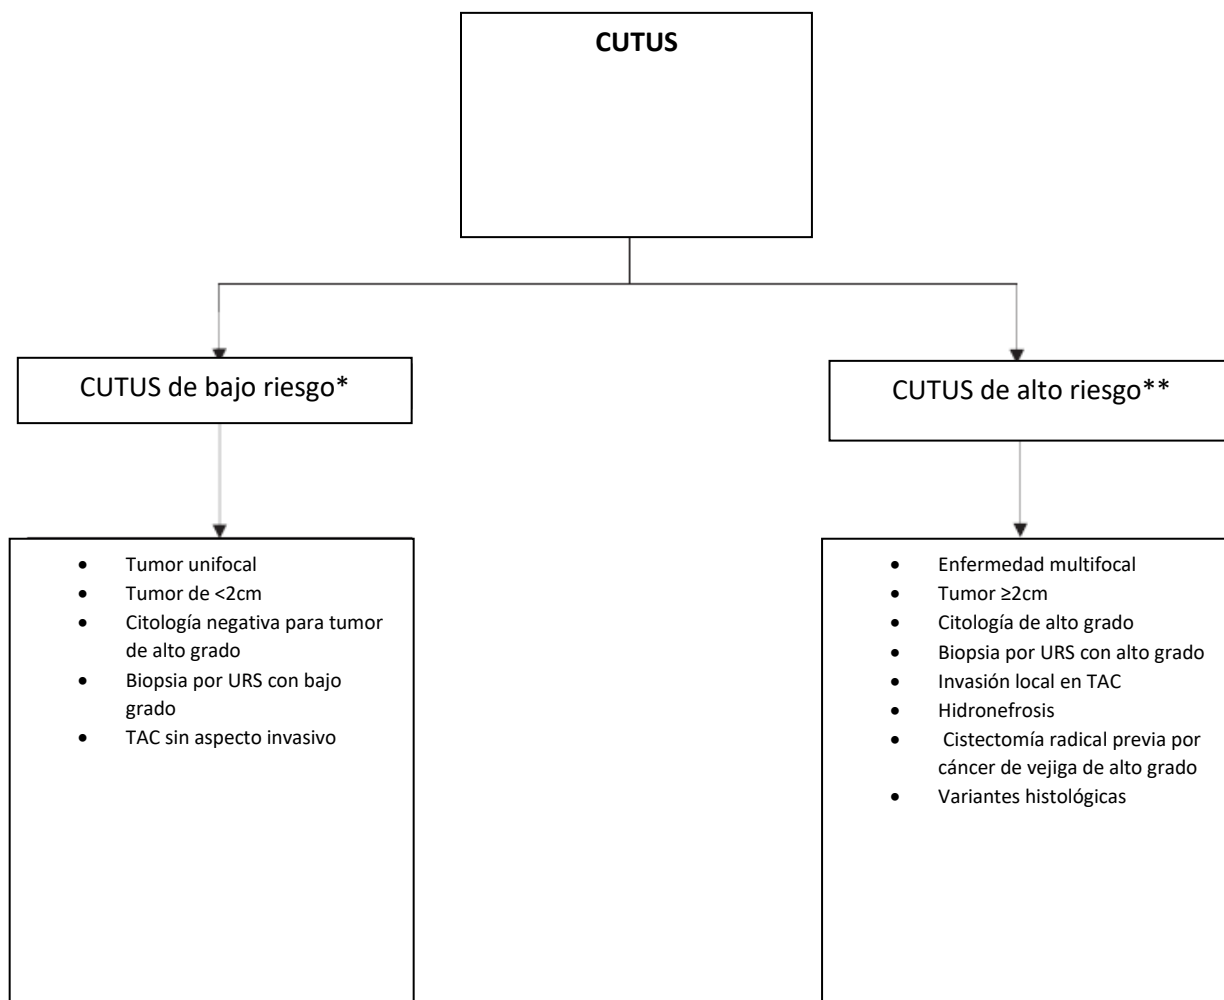 CUTUS
CUTUS de bajo riesgo*
CUTUS de alto riesgo**
• Tumor unifocal
• Tumor de <2cm
• Citología negativa para tumor
de alto grado
• Biopsia por URS con bajo
grado
• TAC sin aspecto invasivo
• Enfermedad multifocal
• Tumor ≥2cm
• Citología de alto grado
• Biopsia por URS con alto grado
• Invasión local en TAC
• Hidronefrosis
• Cistectomía radical previa por
cáncer de vejiga de alto grado
• Variantes histológicas